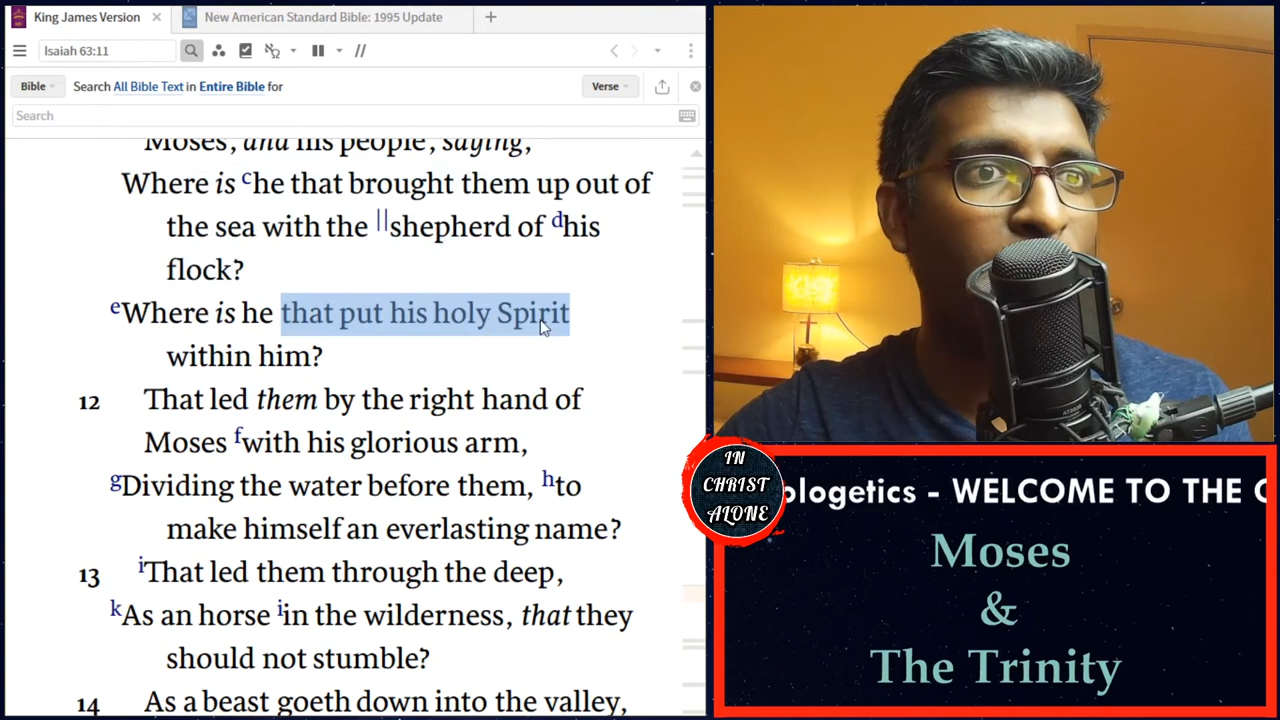 King James Version
New American Standard Bible: 1995 Update
Isaiah 63:11
Bible
Search All Bible Text in Entire Bible for
Verse
Search
Moses, and his people, saying,
Where is c he that brought them up out of
the sea with the || shepherd of d his
flock?
e Where is he that put his holy Spirit
within him?
12 That led them by the right hand of
Moses f with his glorious arm,
g Dividing the water before them, h to
make himself an everlasting name?
13 i That led them through the deep,
k As an horse i in the wilderness, that they
should not stumble?
14 As a beast goeth down into the valley,
IN
CHRIST
ALONE
ologetics - WELCOME TO THE
Moses
&
The Trinity